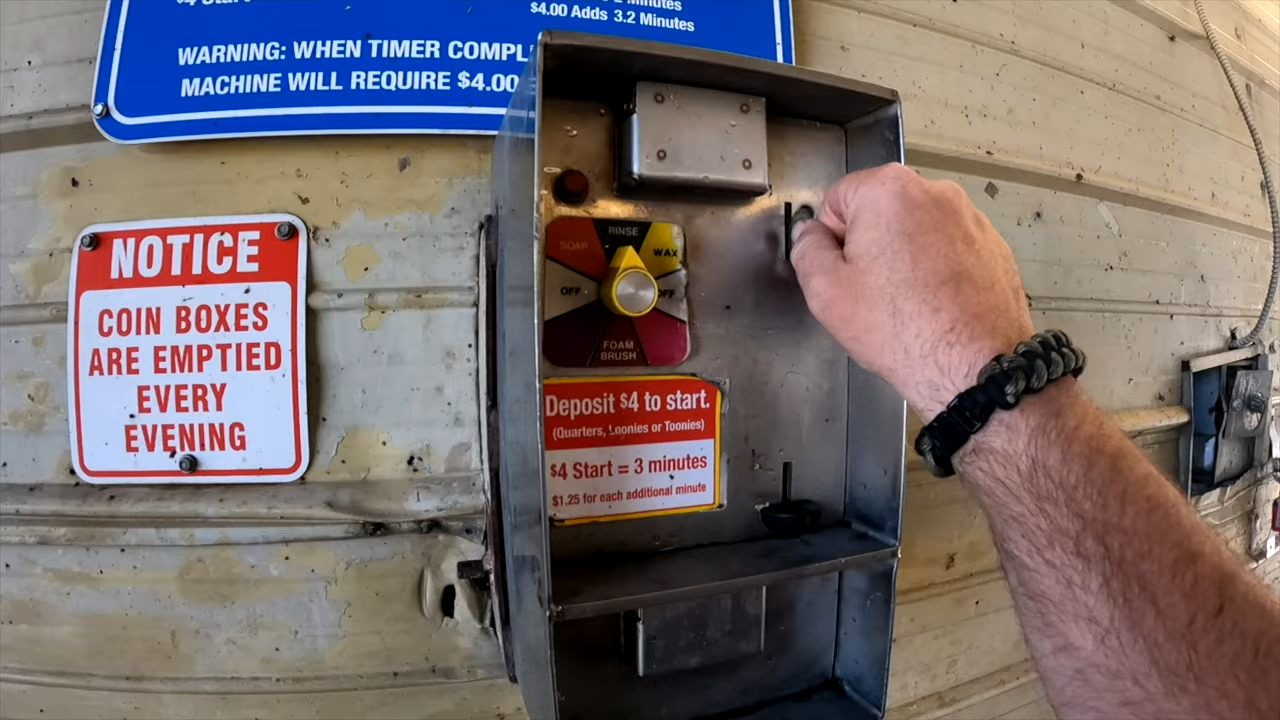 Minutes
$4.00 Adds 3.2 Minutes
WARNING: WHEN TIMER
MACHINE WILL REQUIRE $4.00
NOTICE
COIN BOXES
ARE EMPTIED
EVERY
EVENING
SOAP
RINSE
WAX
OFF
OFF
FOAM
BRUSH
Deposit $4 to start.
(Quarters, Loonies or Toonies)
$4 Start = 3 minutes
$1.25 for each additional minute